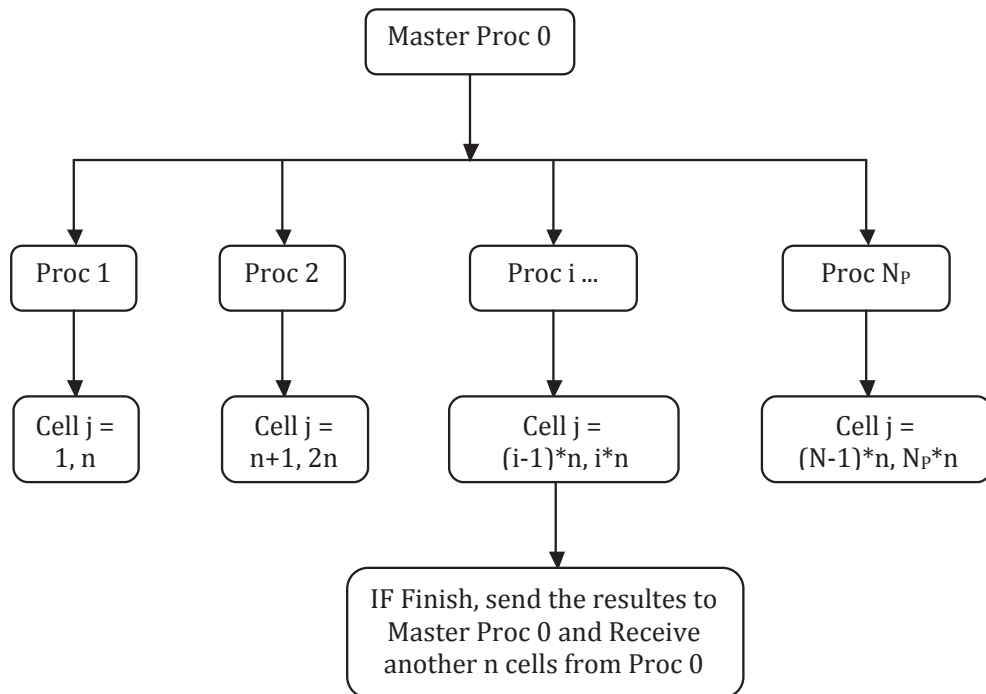 Master Proc 0
Proc 1
Proc 2
Proc i ...
Proc NP
Cell j =
1, n
Cell j =
n+1, 2n
Cell j =
(i-1)*n, i*n
Cell j =
(N-1)*n, NP*n
IF Finish, send the resultes to
Master Proc 0 and Receive
another n cells from Proc 0